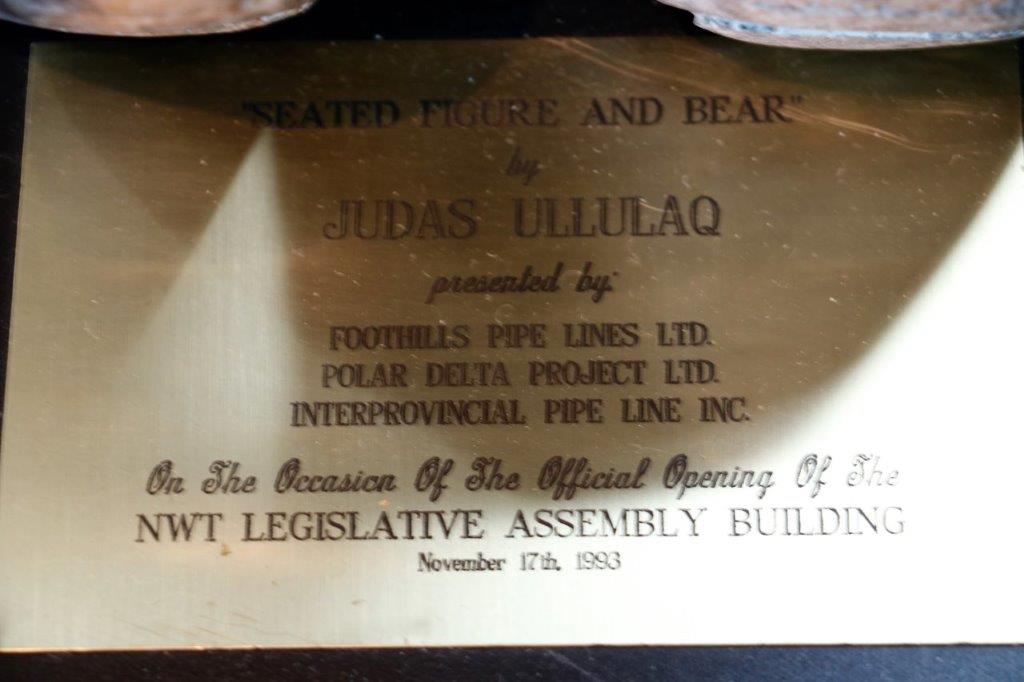 "SEATED FIGURE AND BEAR"
by
JUDAS ULLULAQ
presented by:
FOOTHILLS PIPE LINES LTD.
POLAR DELTA PROJECT LTD.
INTERPROVINCIAL PIPE LINE INC.
On The Occasion Of The Official Opening Of The
NWT LEGISLATIVE ASSEMBLY BUILDING
November 17th, 1993